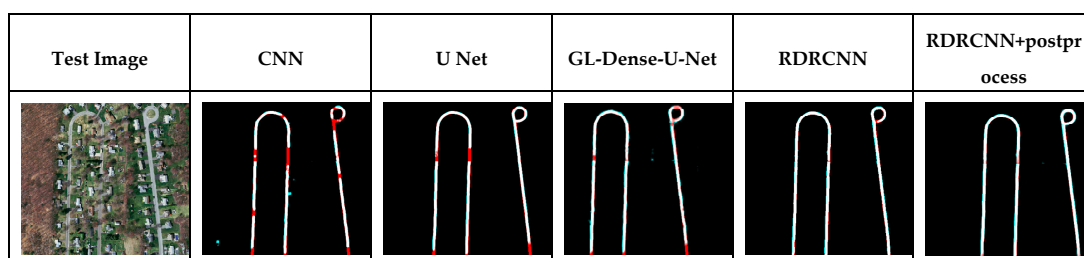 Test Image
CNN
U Net
GL-Dense-U-Net
RDRCNN
RDRCNN+postpr
ocess